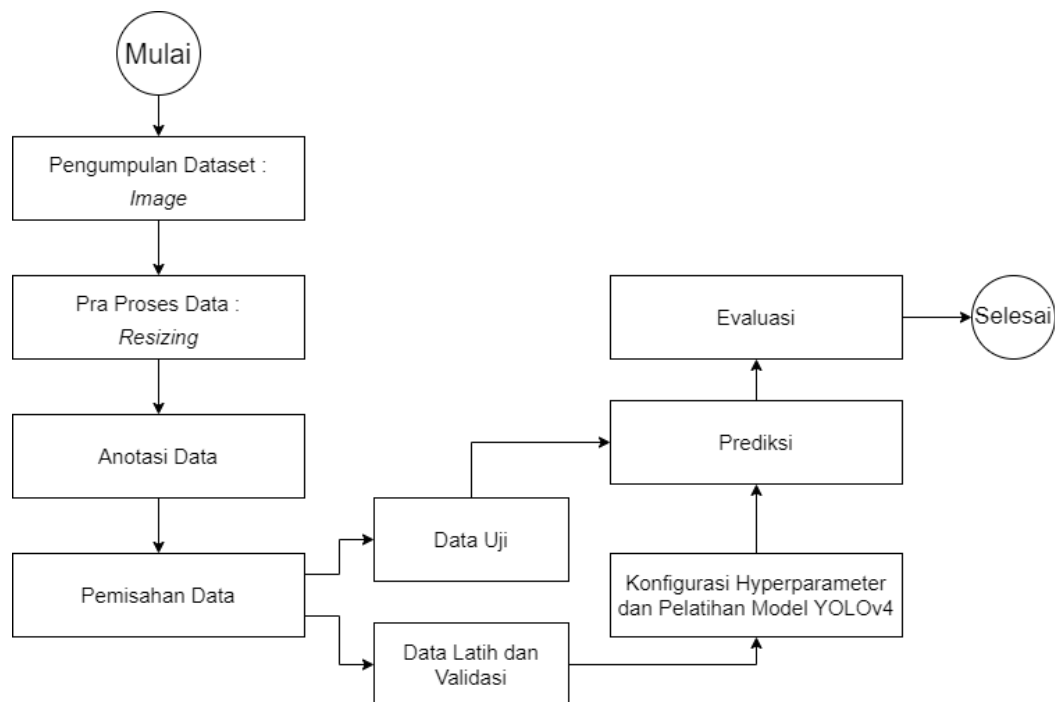 Mulai
Pengumpulan Dataset :
Image
Pra Proses Data :
Resizing
Anotasi Data
Pemisahan Data
Data Uji
Data Latih dan
Validasi
Konfigurasi Hyperparameter
dan Pelatihan Model YOLOv4
Prediksi
Evaluasi
Selesai